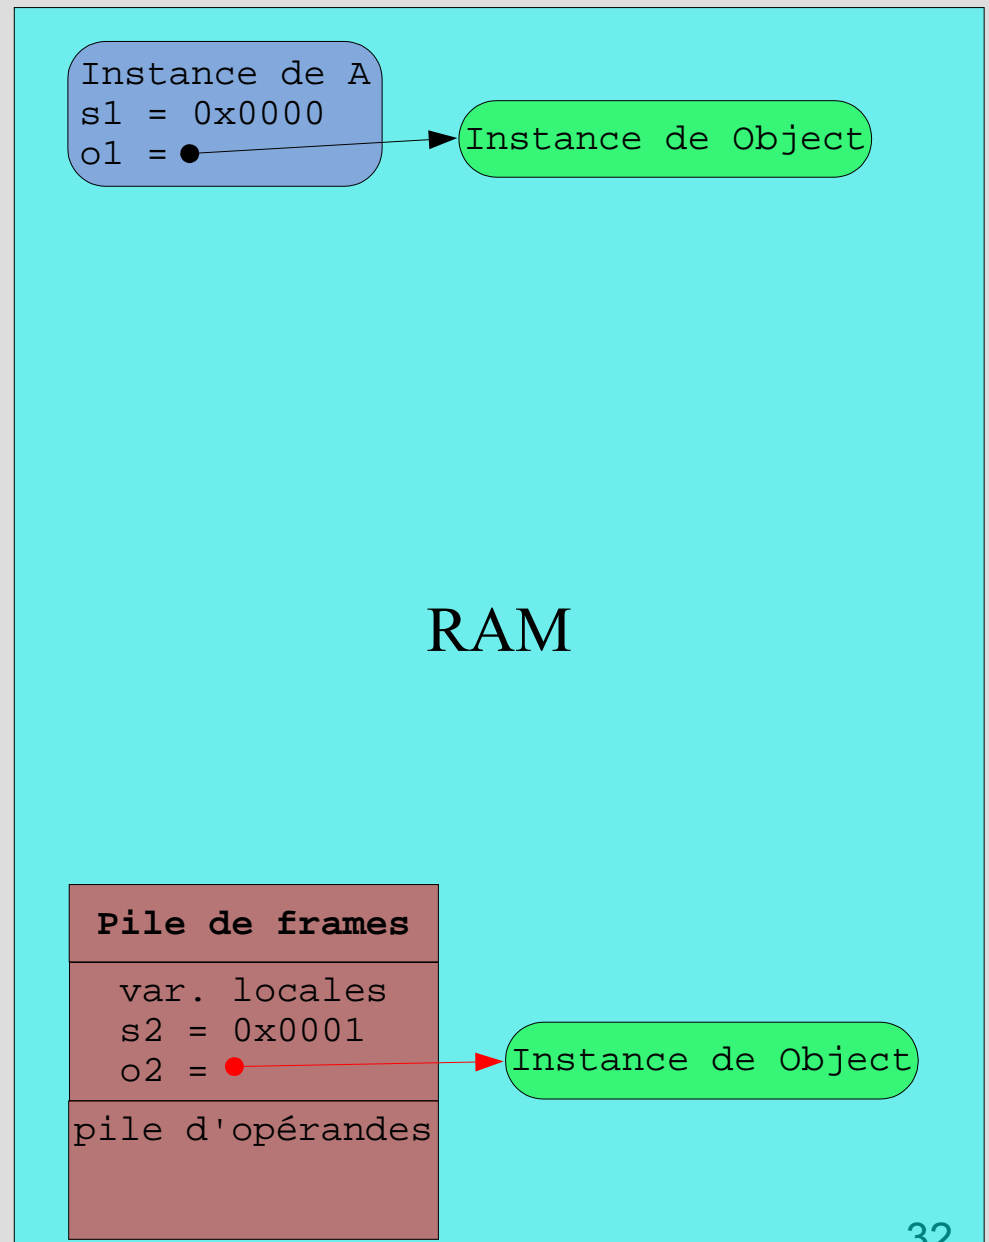 Instance de A
s1 = 0x0000
o1 =
Instance de Object
RAM
Pile de frames
var. locales
s2 = 0x0001
o2 =
Instance de Object
pile d'opérandes
32